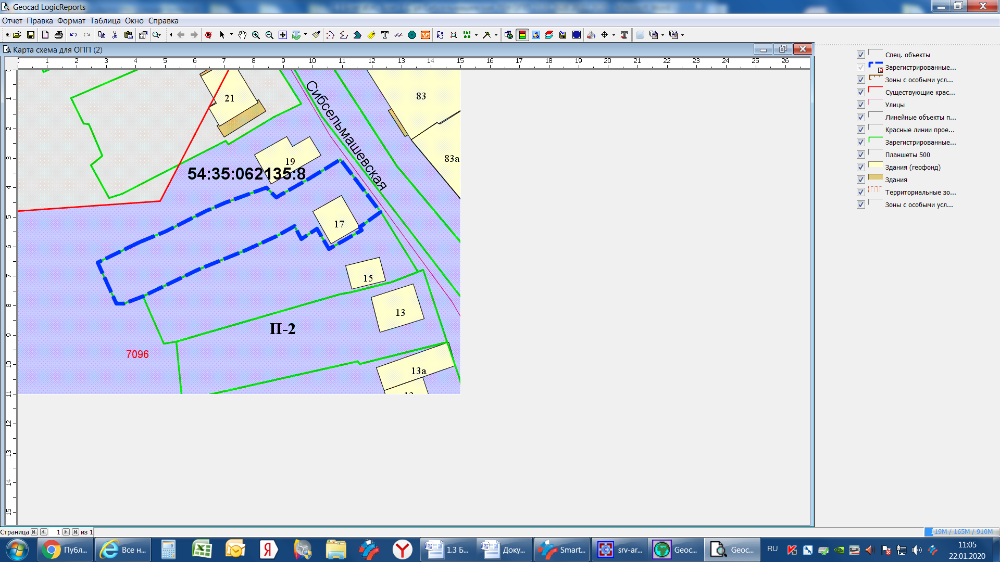 Geocad LogicReports
Отчет Правка Формат Таблица Окно Справка
Карта схема для ОПП (2)
0 1 2 3 4 5 6 7 8 9 10 11 12 13 14 15 16 17 18 19 20 21 22 23 24 25 26
1
2
3
4
5
6
7
8
9
10
11
12
13
14
15
21
83
83а
19
Сибсельмашевская
54:35:062135:8
17
15
13
П-2
7096
13а
Спец. объекты
Зарегистрированные...
Зоны с особыми усл...
Существующие крас...
Улицы
Линейные объекты п...
Красные линии прое...
Зарегистрированные...
Планшеты 500
Здания (геофонд)
Здания
Территориальные зо...
Зоны с особыми усл...
Страница 1 из 1
119M / 165M / 910M
Публ...
Все н...
1.3 Б...
Доку...
Smart...
srv-ar...
Geoc...
Geoc...
RU
11:05
22.01.2020